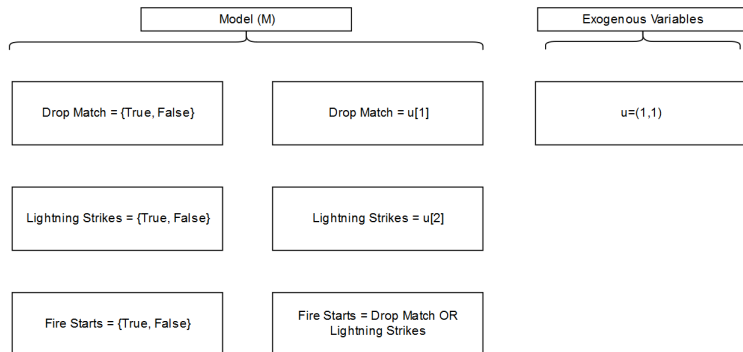 Model (M)
Exogenous Variables
Drop Match = {True, False}
Drop Match = u[1]
u=(1,1)
Lightning Strikes = {True, False}
Lightning Strikes = u[2]
Fire Starts = {True, False}
Fire Starts = Drop Match OR
Lightning Strikes